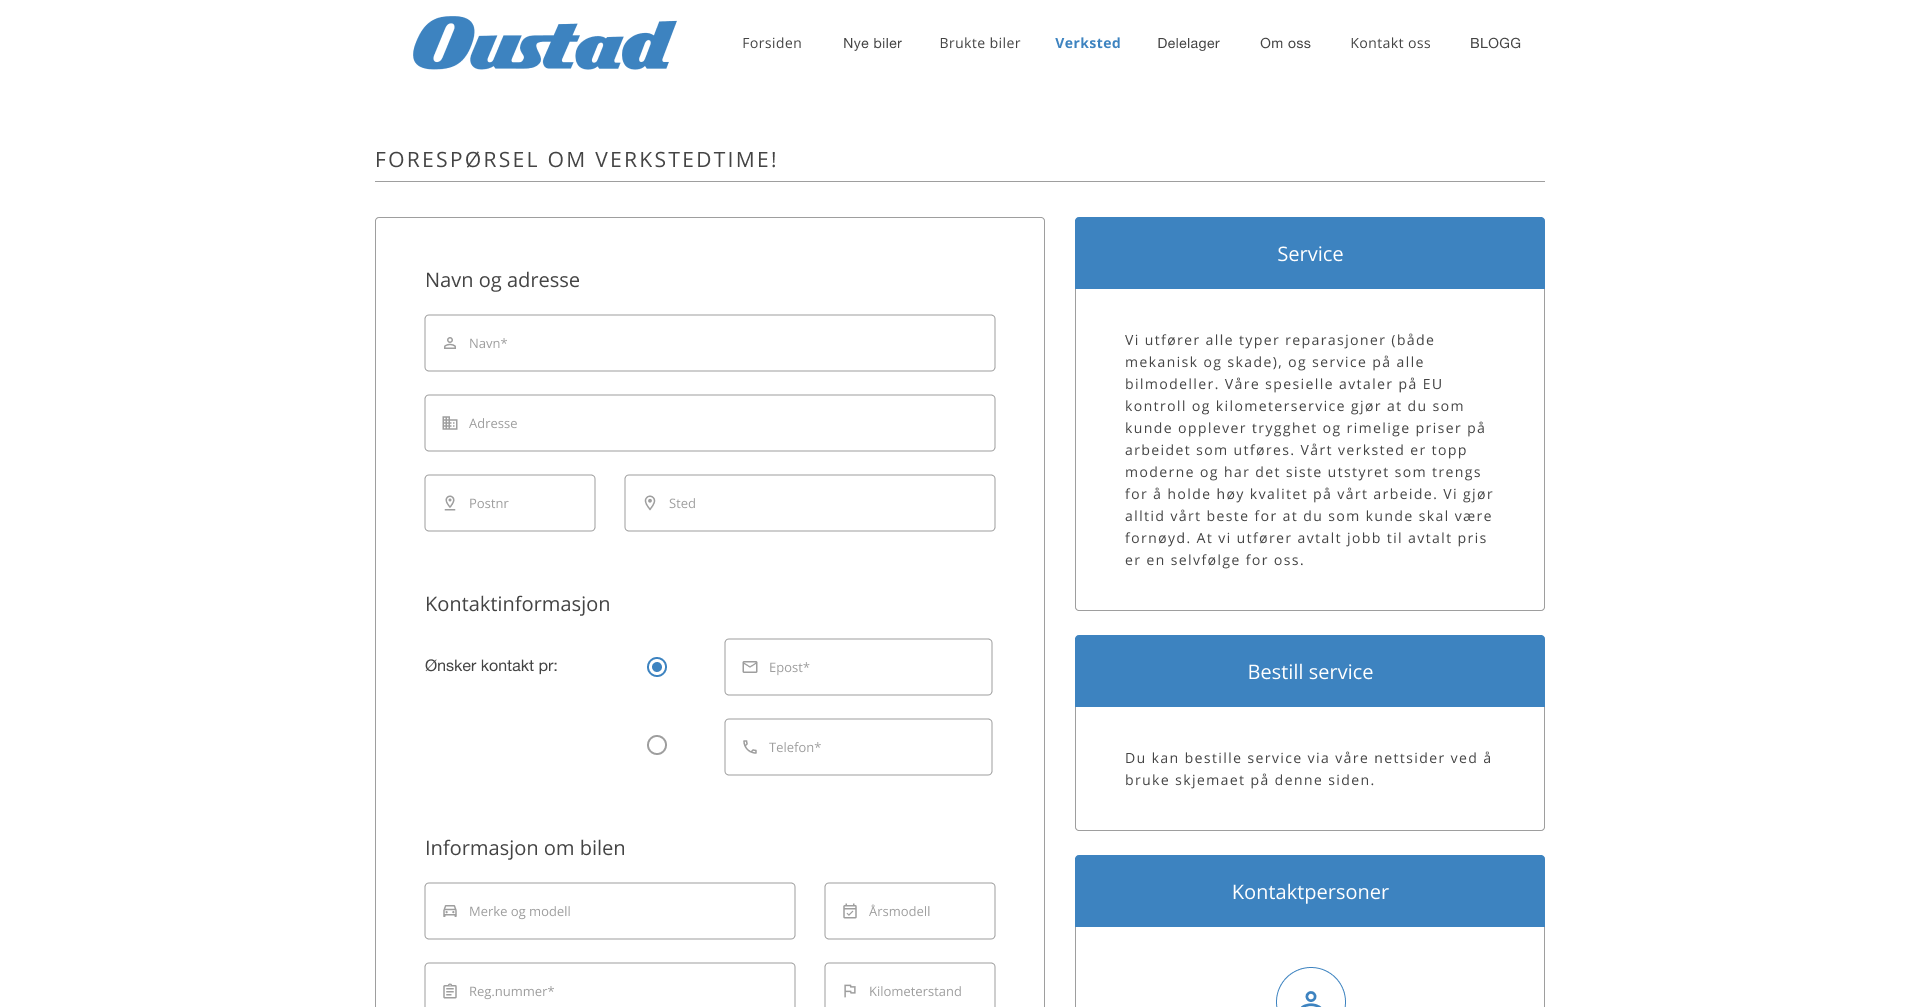 Oustad
Forsiden Nye biler Brukte biler Verksted Delelager Om oss Kontakt oss BLOGG
FORESPØRSEL OM VERKSTEDTIME!
Navn og adresse
Navn*
Adresse
Postnr Sted
Kontaktinformasjon
Ønsker kontakt pr: Epost*
Telefon*
Informasjon om bilen
Merke og modell Årsmodell
Reg.nummer* Kilometerstand
Service
Vi utfører alle typer reparasjoner (både
mekanisk og skade), og service på alle
bilmodeller. Våre spesielle avtaler på EU
kontroll og kilometerservice gjør at du som
kunde opplever trygghet og rimelige priser på
arbeidet som utføres. Vårt verksted er topp
moderne og har det siste utstyret som trengs
for å holde høy kvalitet på vårt arbeide. Vi gjør
alltid vårt beste for at du som kunde skal være
fornøyd. At vi utfører avtalt jobb til avtalt pris
er en selvfølge for oss.
Bestill service
Du kan bestille service via våre nettsider ved å
bruke skjemaet på denne siden.
Kontaktpersoner